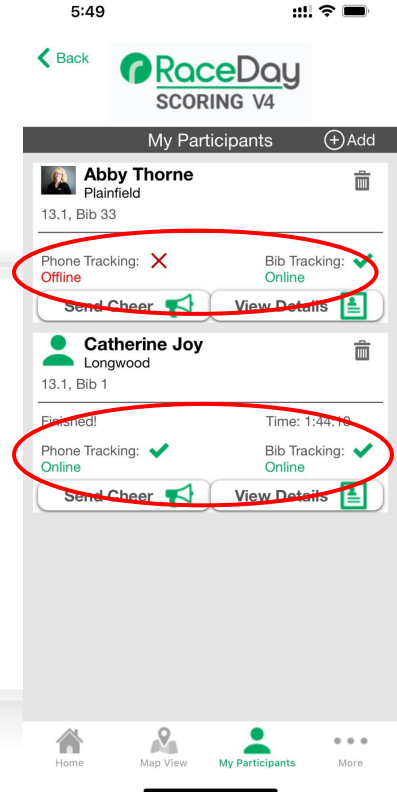 5:49
Back
RaceDay
SCORING V4
My Participants
Add
Abby Thorne
Plainfield
13.1, Bib 33
Phone Tracking: Bib Tracking:
Offline Online
Send Cheer View Details
Catherine Joy
Longwood
13.1, Bib 1
Finished! Time: 1:44:10
Phone Tracking: Bib Tracking:
Online Online
Send Cheer View Details
Home Map View My Participants More